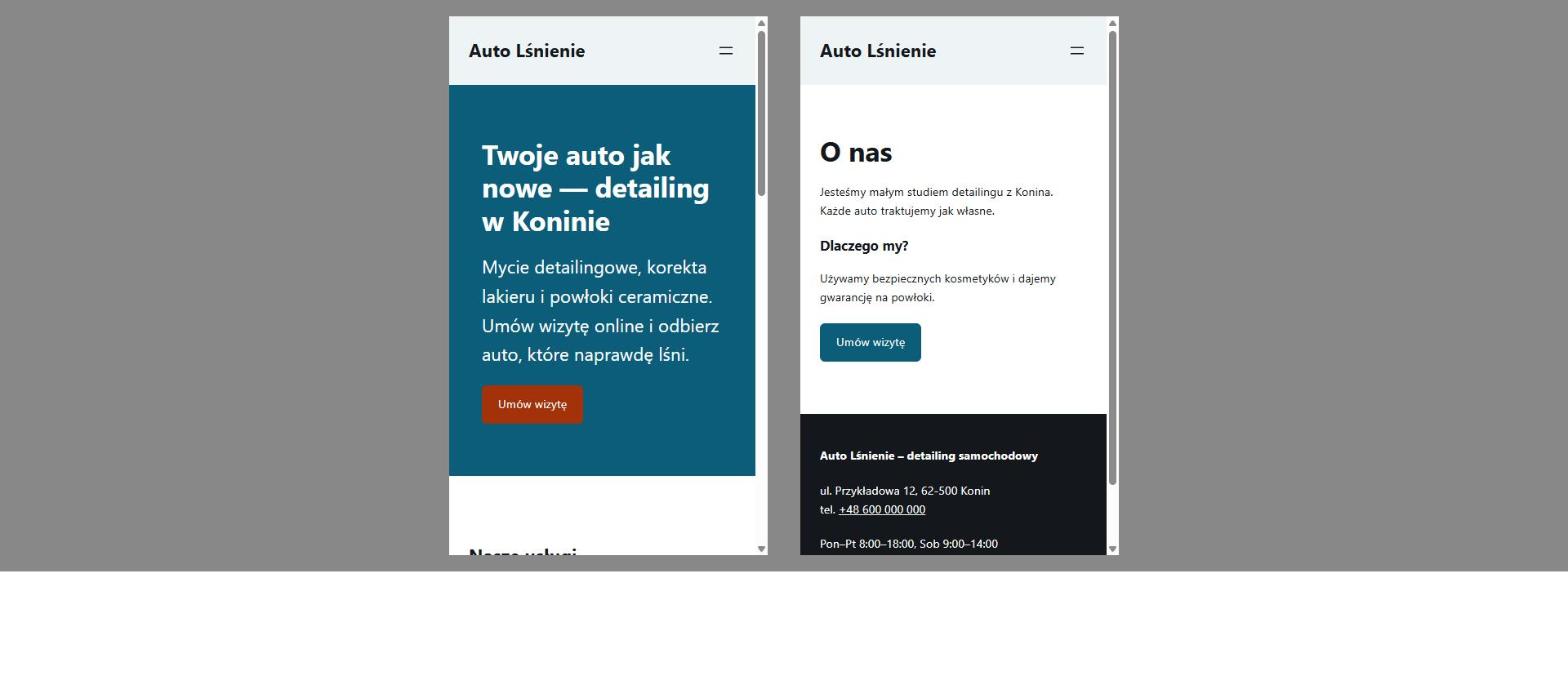 Auto Lśnienie
Twoje auto jak
nowe — detailing
w Koninie
Mycie detailingowe, korekta
lakieru i powłoki ceramiczne.
Umów wizytę online i odbierz
auto, które naprawdę lśni.
Umów wizytę
Nasze usługi
Auto Lśnienie
O nas
Jesteśmy małym studiem detailingu z Konina.
Każde auto traktujemy jak własne.
Dlaczego my?
Używamy bezpiecznych kosmetyków i dajemy
gwarancję na powłoki.
Umów wizytę
Auto Lśnienie – detailing samochodowy
ul. Przykładowa 12, 62-500 Konin
tel. +48 600 000 000
Pon–Pt 8:00–18:00, Sob 9:00–14:00